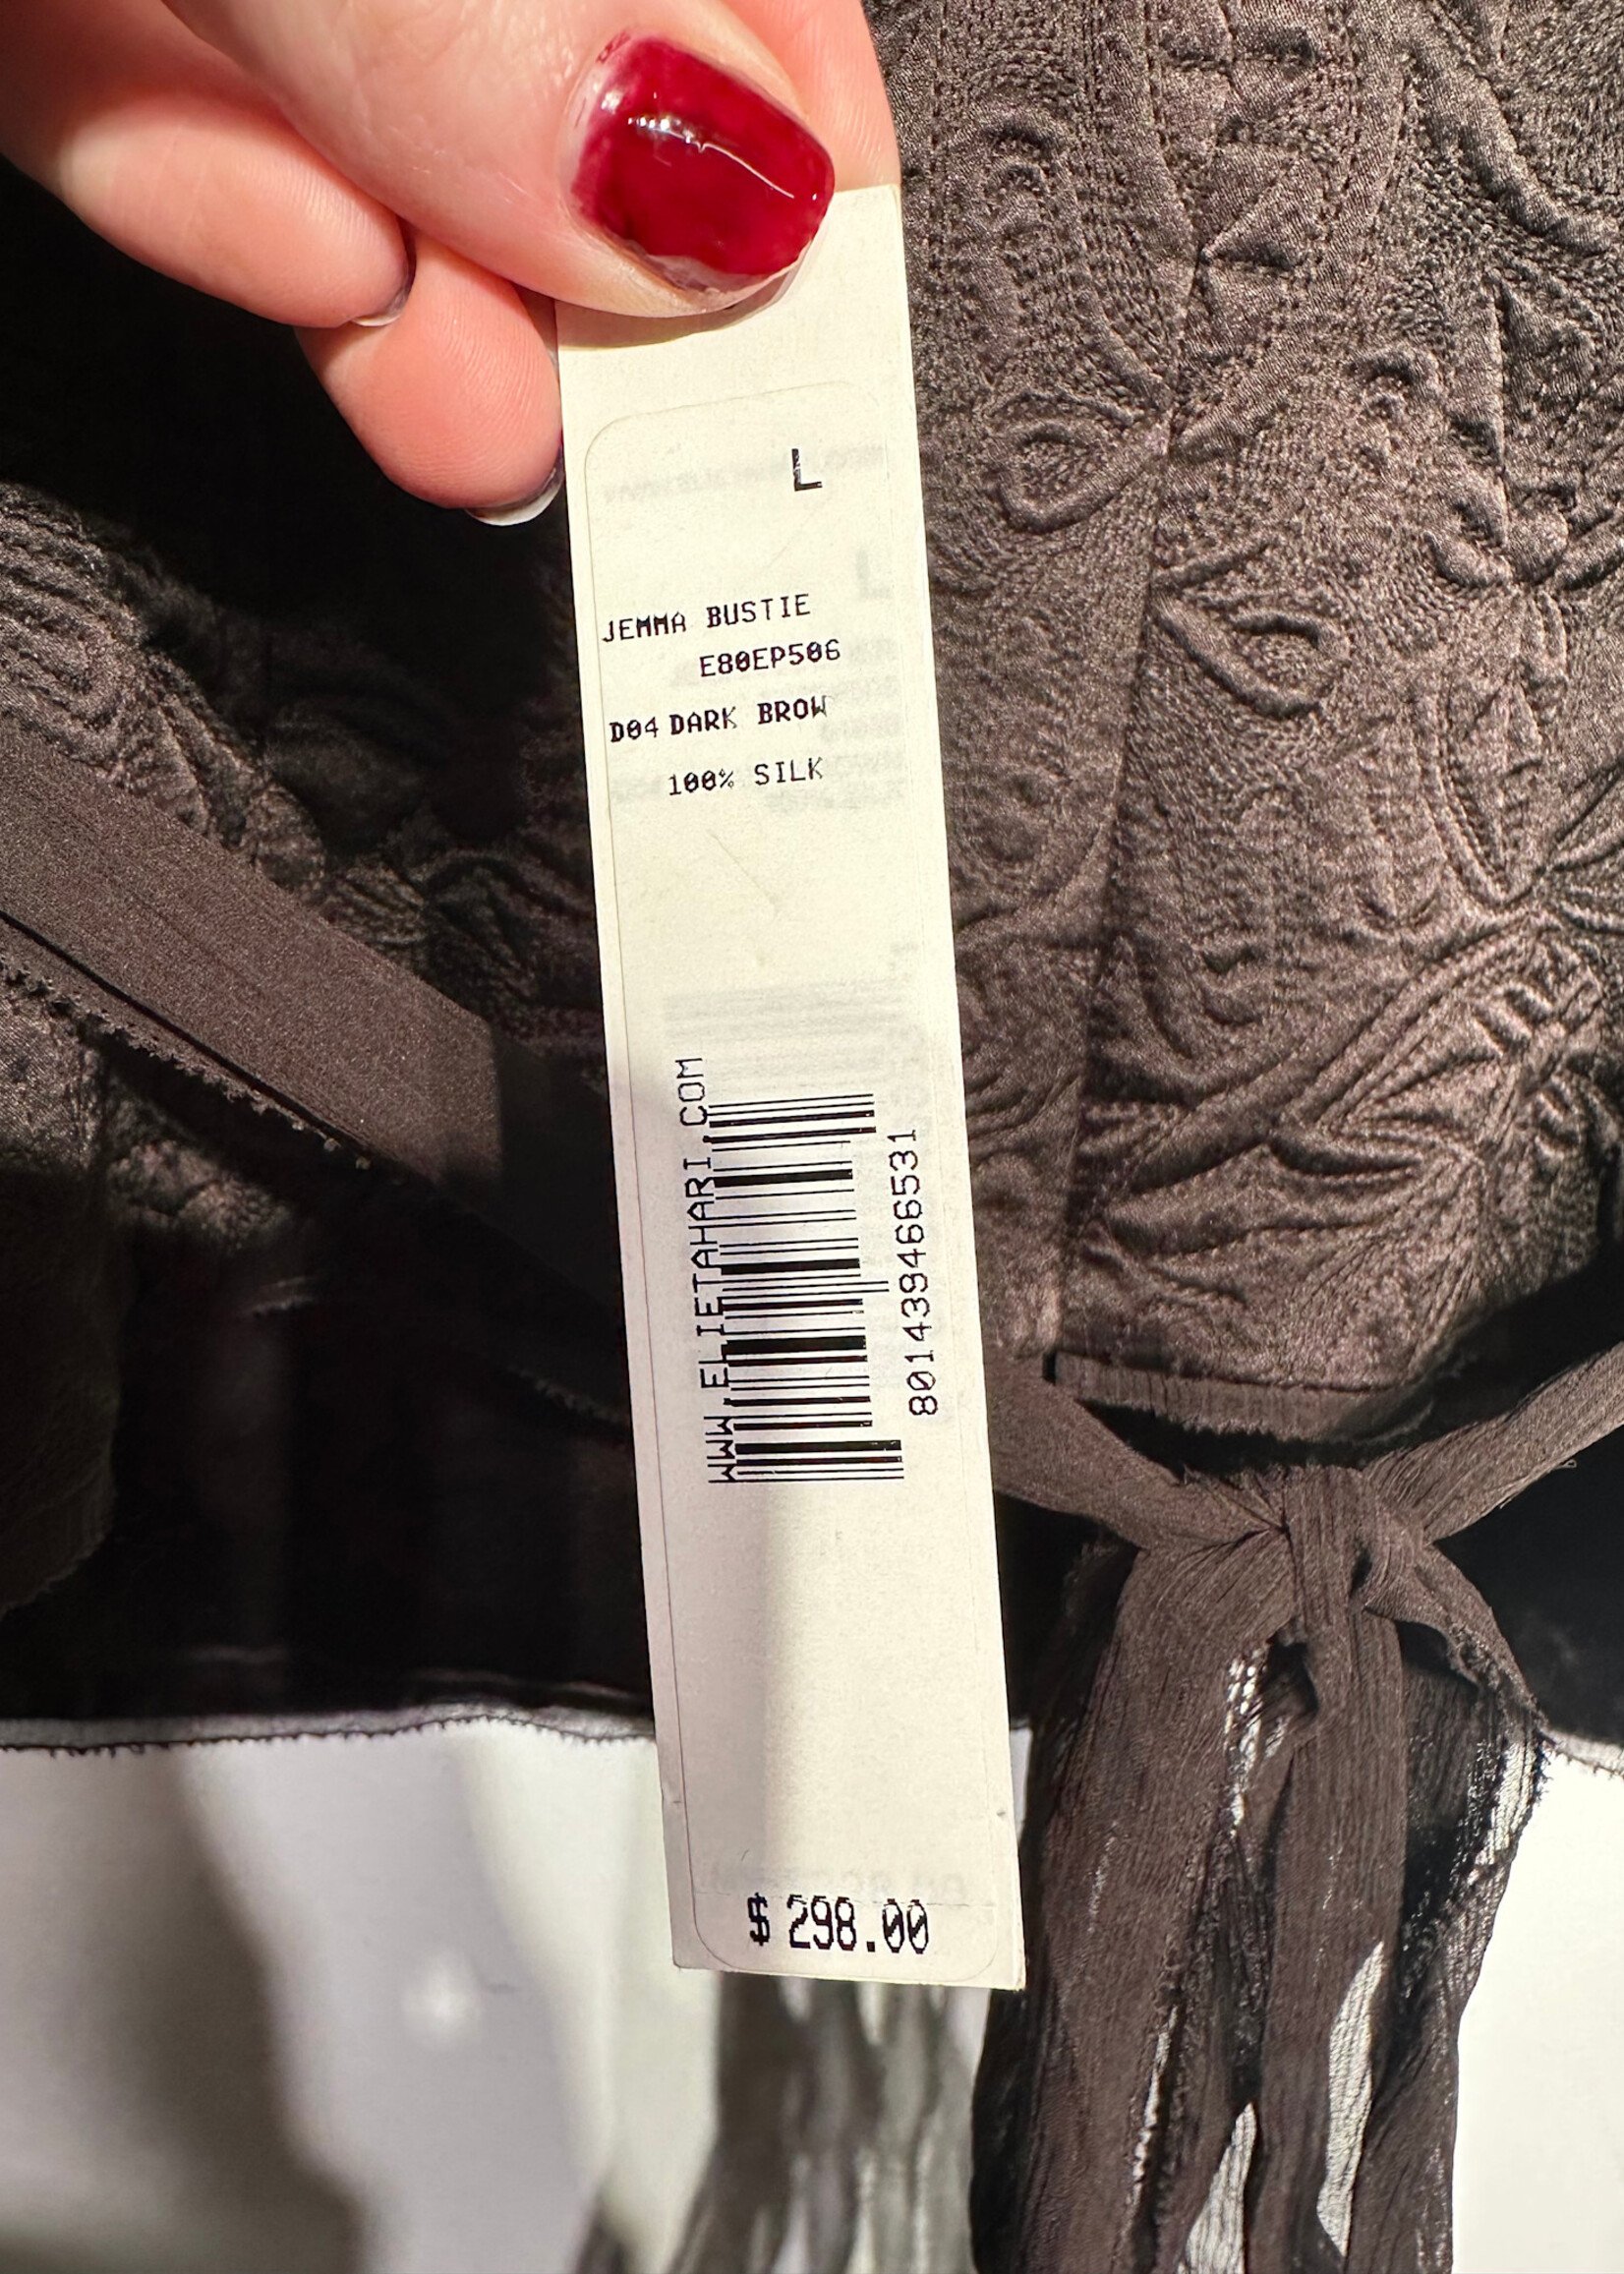 L
JEMMA BUSTIE
E80EP506
D04 DARK BROW
100% SILK
WWW.ELIETAHARI.COM
801439466531
$ 298.00